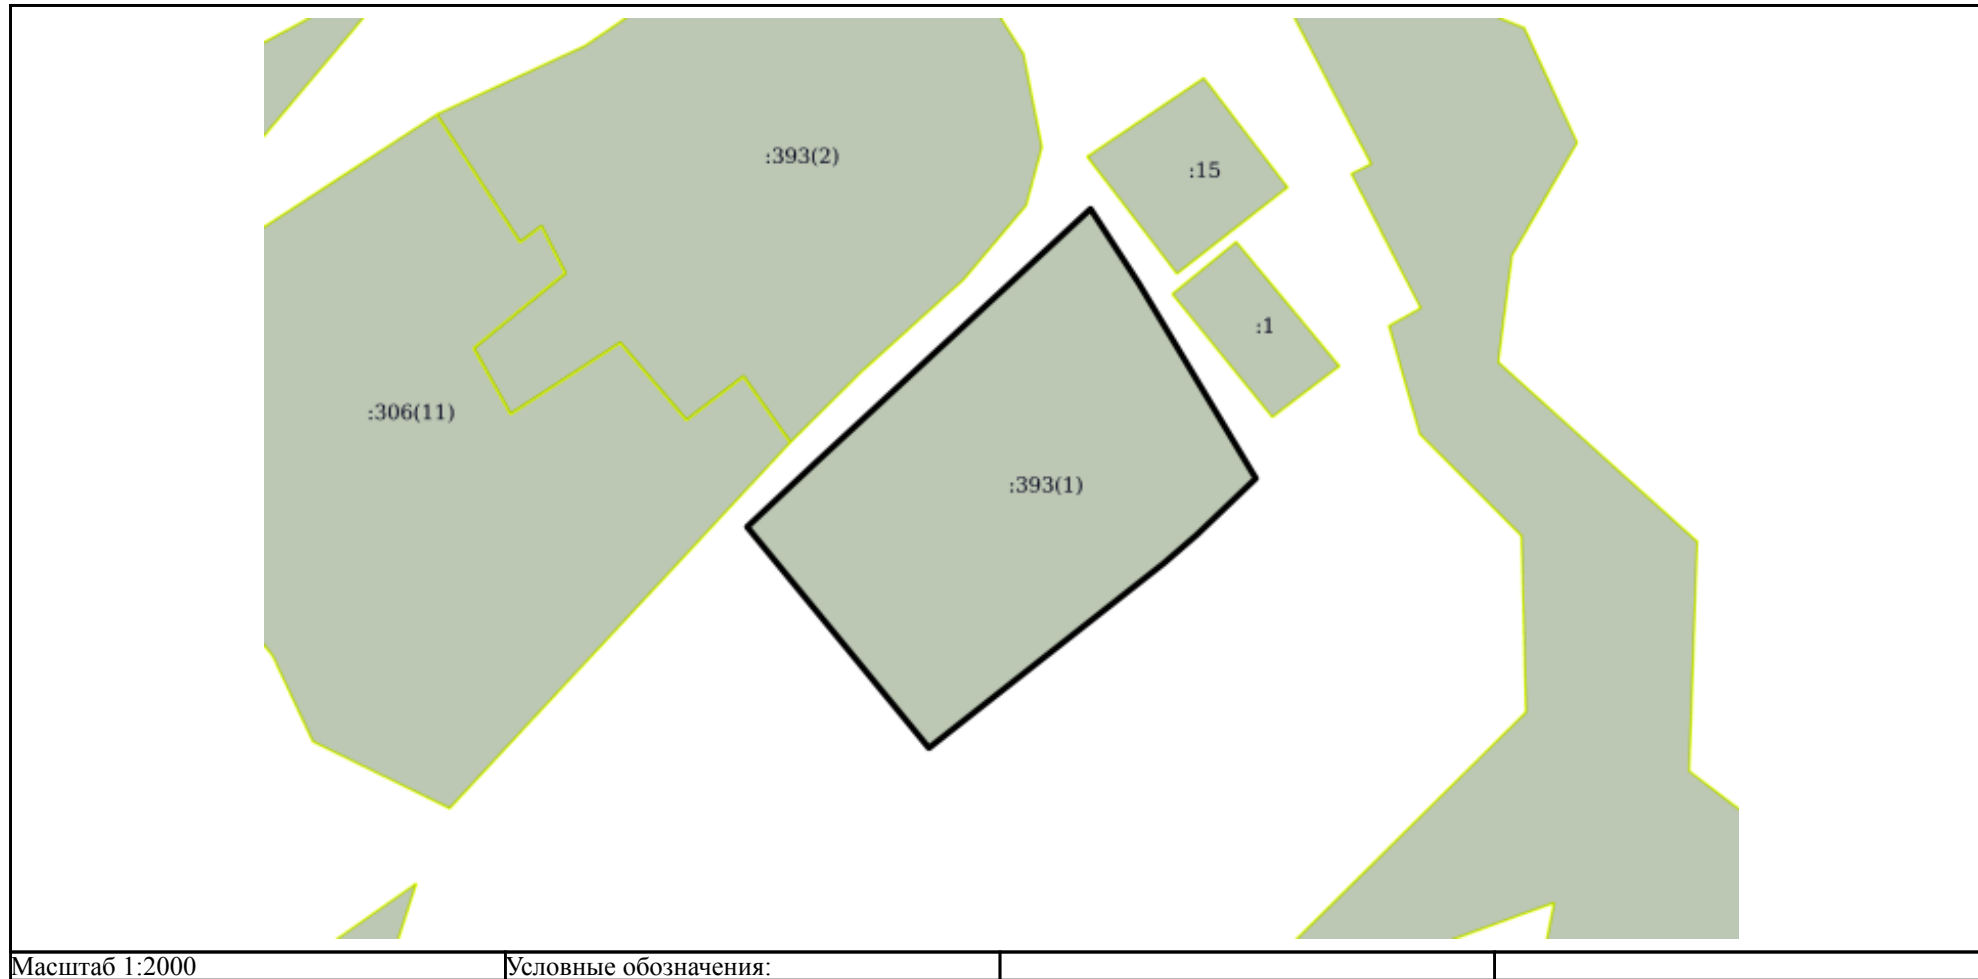 :393(2)
:15
:1
:306(11)
:393(1)
Масштаб 1:2000
Условные обозначения: